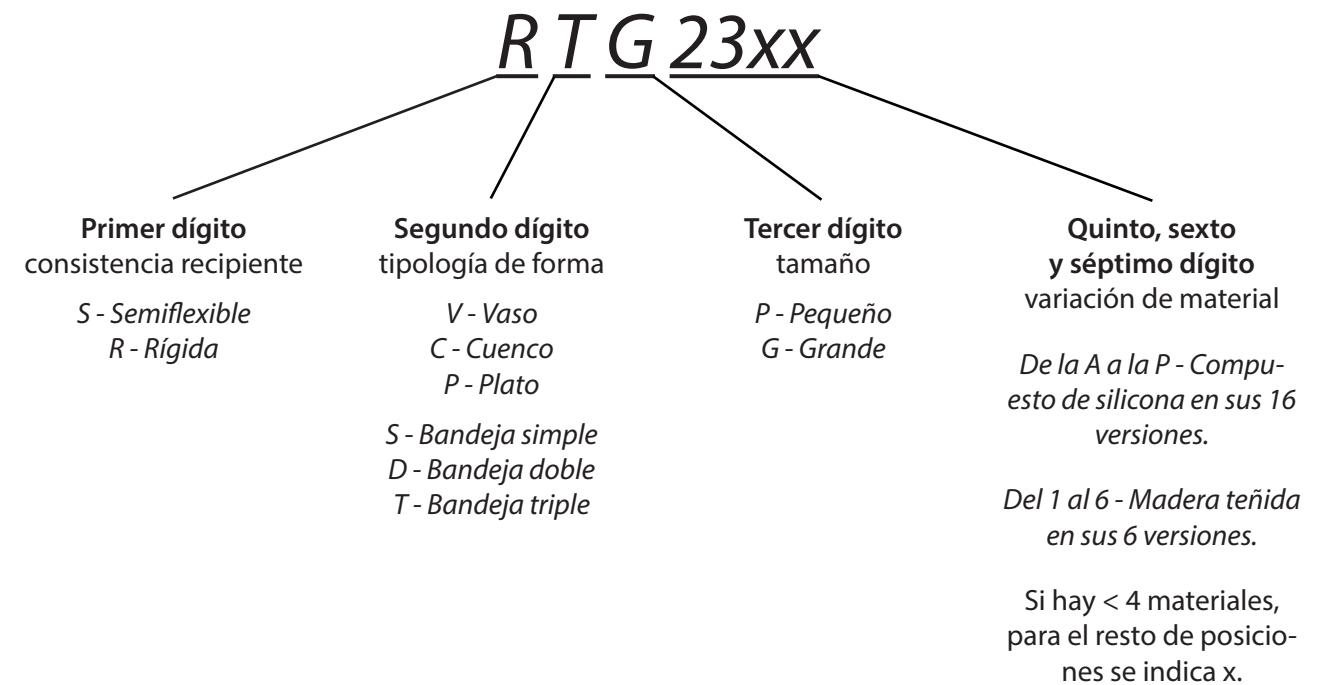 R T G 23xx
Primer dígito
consistencia recipiente
S - Semiflexible
R - Rígida
Segundo dígito
tipología de forma
V - Vaso
C - Cuenco
P - Plato
S - Bandeja simple
D - Bandeja doble
T - Bandeja triple
Tercer dígito
tamaño
P - Pequeño
G - Grande
Quinto, sexto
y séptimo dígito
variación de material
De la A a la P - Compu-
esto de silicona en sus 16
versiones.
Del 1 al 6 - Madera teñida
en sus 6 versiones.
Si hay < 4 materiales,
para el resto de posicio-
nes se indica x.